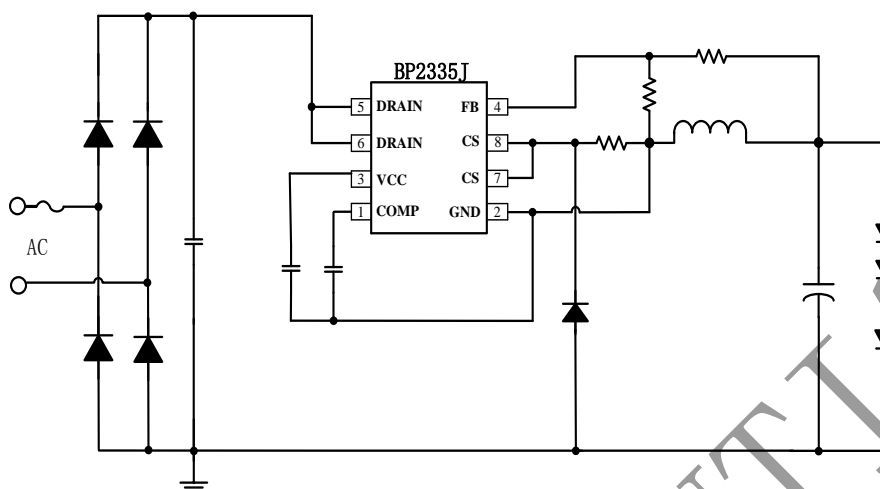 BP2335J
5 DRAIN FB 4
6 DRAIN CS 8
3 VCC CS 7
1 COMP GND 2
AC